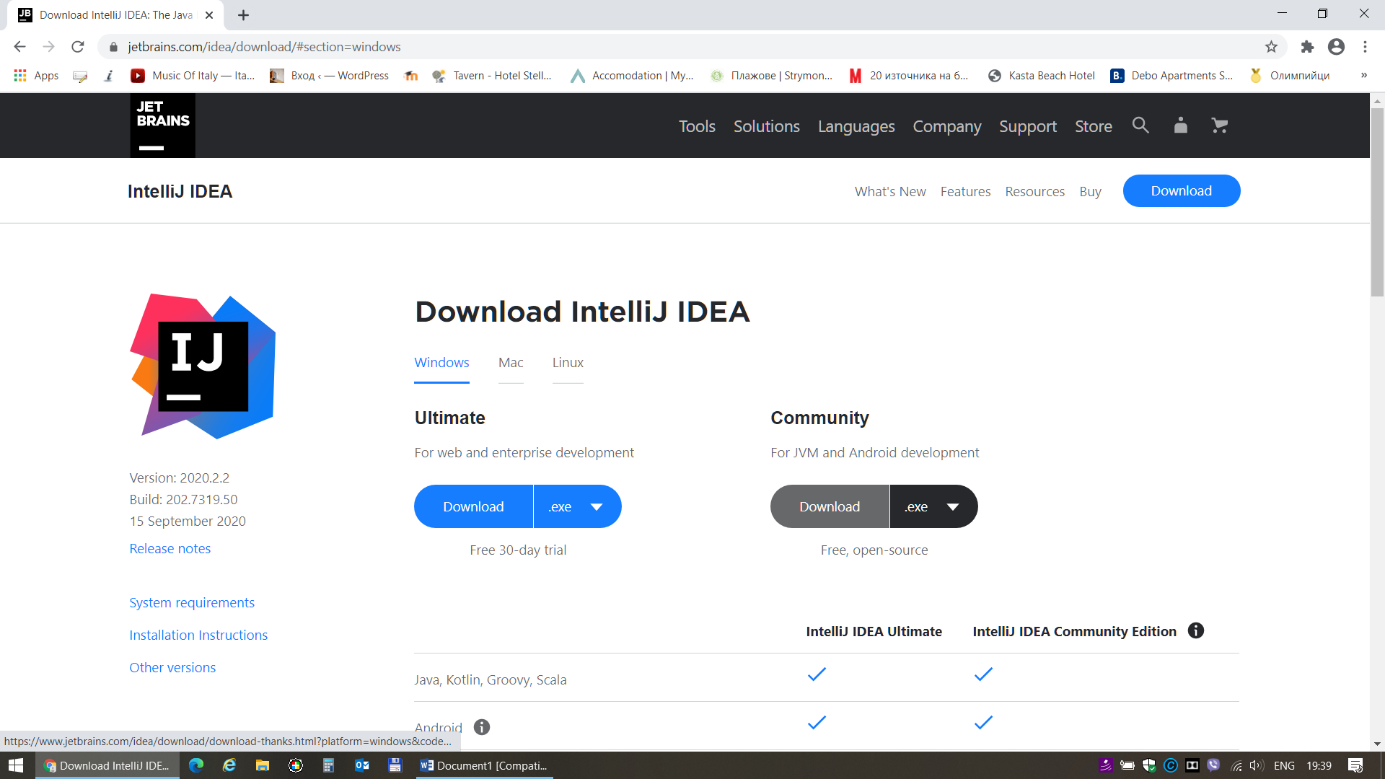 JB Download IntelliJ IDEA: The Java
jetbrains.com/idea/download/#section=windows
Apps Music Of Italy — Ita... Вход ‹ — WordPress Tavern - Hotel Stell... Accomodation | My... Плажове | Strymon... 20 източника на б... Kasta Beach Hotel B. Debo Apartments S... Олимпийци »
JET
BRAINS
Tools Solutions Languages Company Support Store
IntelliJ IDEA What's New Features Resources Buy Download
IJ
Download IntelliJ IDEA
Windows Mac Linux
Ultimate Community
For web and enterprise development For JVM and Android development
Download .exe Download .exe
Free 30-day trial Free, open-source
Version: 2020.2.2
Build: 202.7319.50
15 September 2020
Release notes
System requirements
Installation Instructions
Other versions
IntelliJ IDEA Ultimate IntelliJ IDEA Community Edition
Java, Kotlin, Groovy, Scala
Android
https://www.jetbrains.com/idea/download/download-thanks.html?platform=windows&code...
Download IntelliJ IDE... Document1 [Compati... ENG 19:39